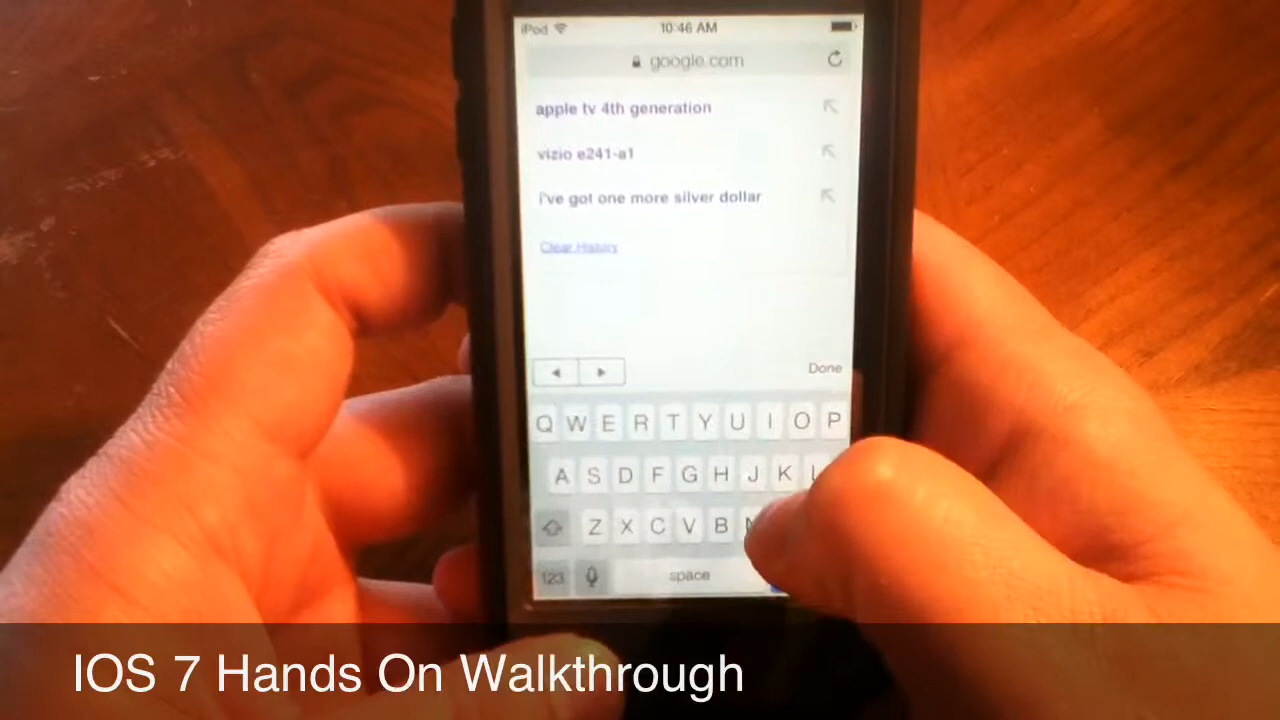 iPod 10:46 AM
google.com
apple tv 4th generation
vizio e241-a1
i've got one more silver dollar
Clear History
Done
Q W E R T Y U I O P
A S D F G H J K L
Z X C V B N
123 space
IOS 7 Hands On Walkthrough